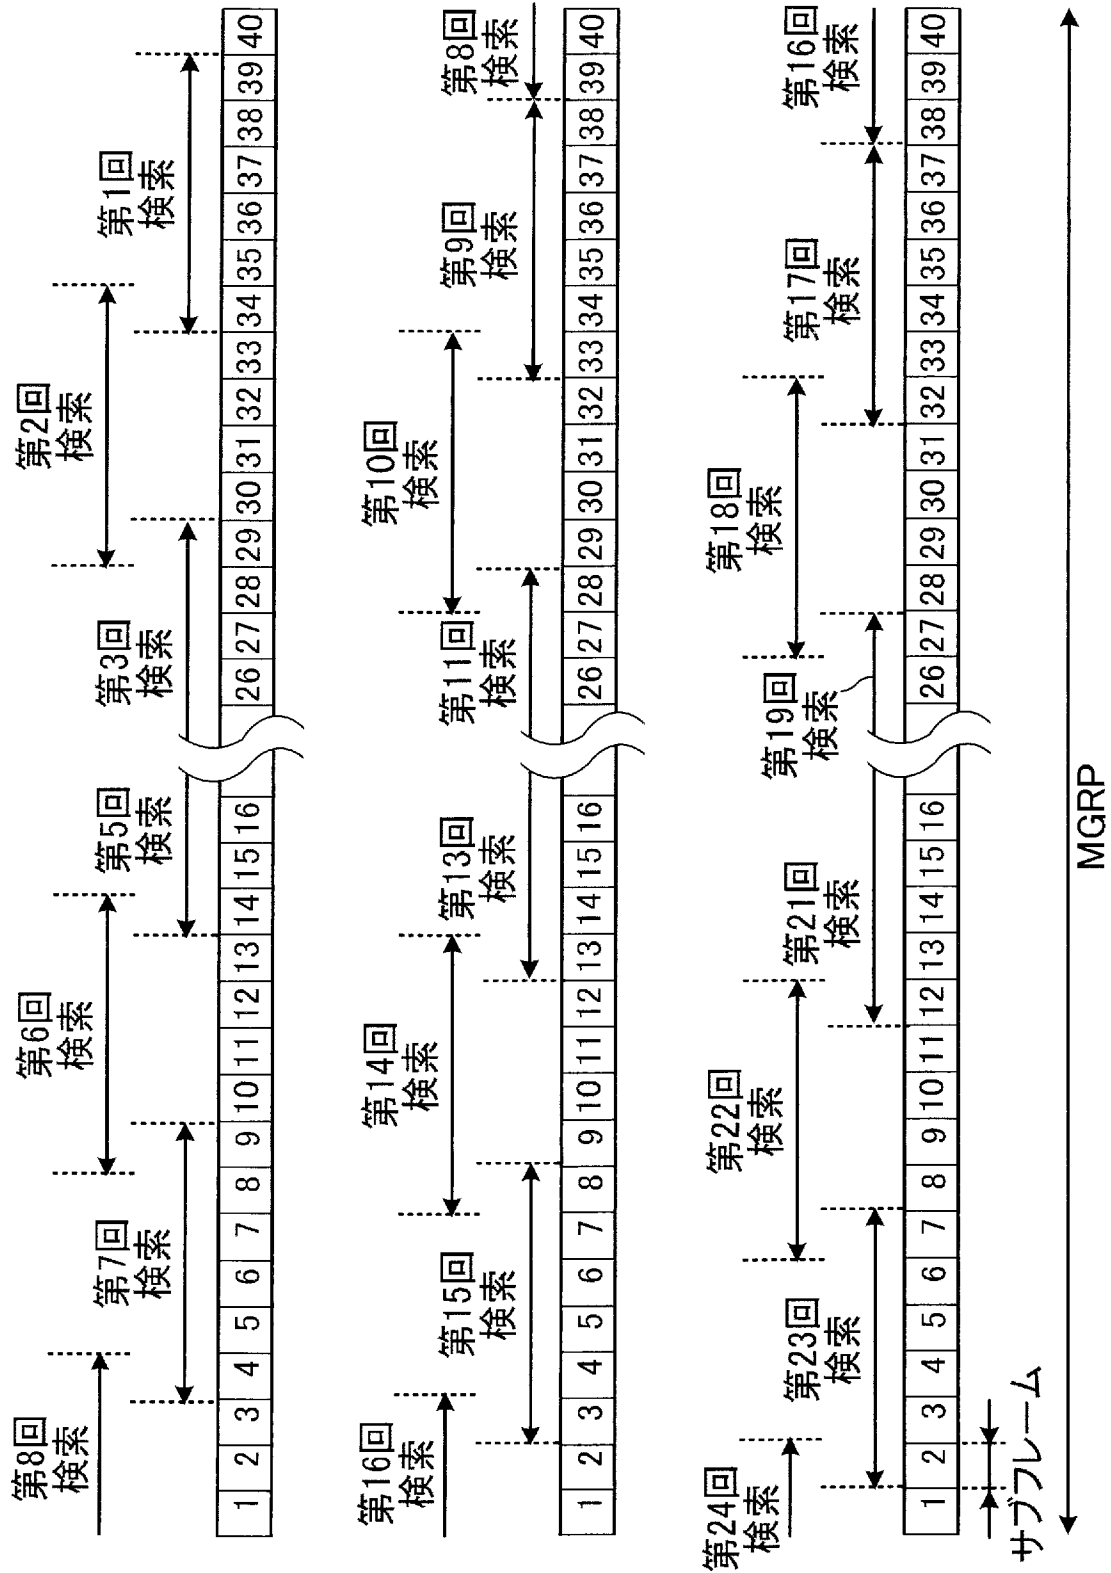 第8回
検索
第6回
検索
第2回
検索
第7回
検索
第5回
検索
第3回
検索
第1回
検索
1 2 3 4 5 6 7 8 9 10 11 12 13 14 15 16 26 27 28 29 30 31 32 33 34 35 36 37 38 39 40
第16回
検索
第14回
検索
第10回
検索
第15回
検索
第13回
検索
第11回
検索
第9回
検索
第8回
検索
1 2 3 4 5 6 7 8 9 10 11 12 13 14 15 16 26 27 28 29 30 31 32 33 34 35 36 37 38 39 40
第24回
検索
第22回
検索
第18回
検索
第23回
検索
第21回
検索
第19回
検索
第17回
検索
第16回
検索
1 2 3 4 5 6 7 8 9 10 11 12 13 14 15 16 26 27 28 29 30 31 32 33 34 35 36 37 38 39 40
サブフレーム
MGRP